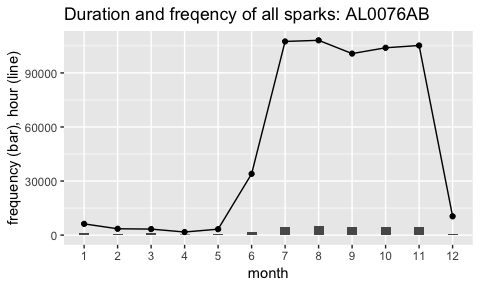 Duration and freqency of all sparks: AL0076AB
frequency (bar), hour (line)
90000
60000
30000
0
1 2 3 4 5 6 7 8 9 10 11 12
month